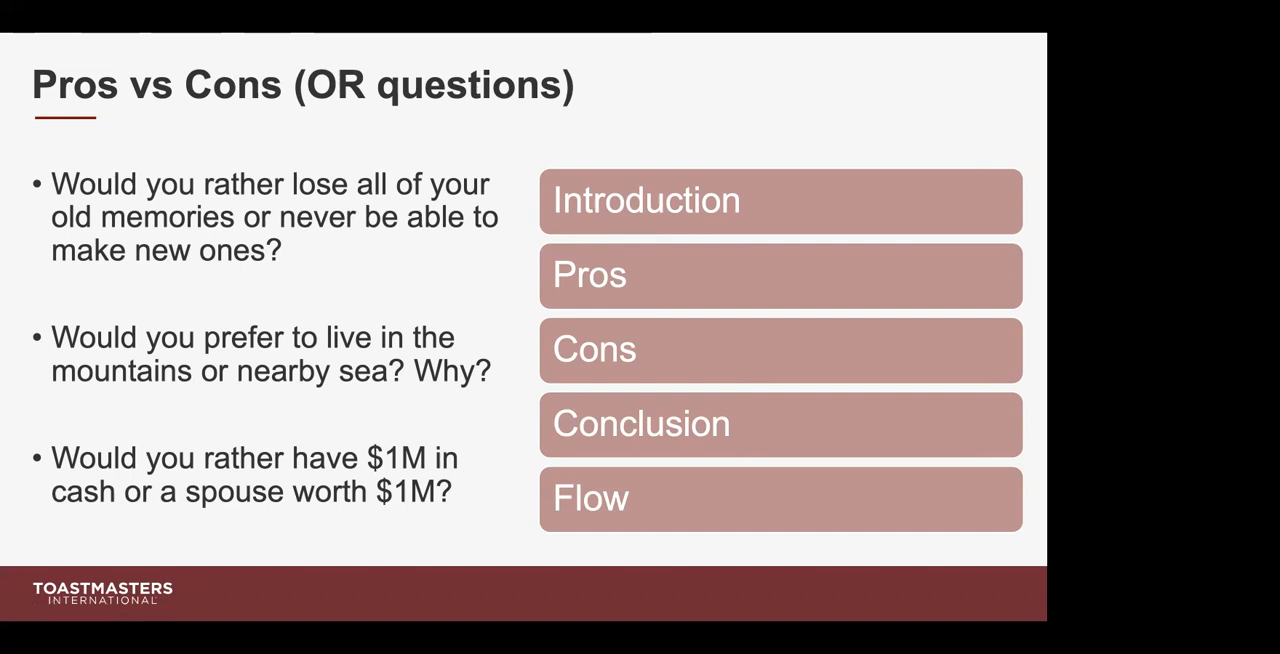 Pros vs Cons (OR questions)
• Would you rather lose all of your
old memories or never be able to
make new ones?
• Would you prefer to live in the
mountains or nearby sea? Why?
• Would you rather have $1M in
cash or a spouse worth $1M?
Introduction
Pros
Cons
Conclusion
Flow
TOASTMASTERS
INTERNATIONAL